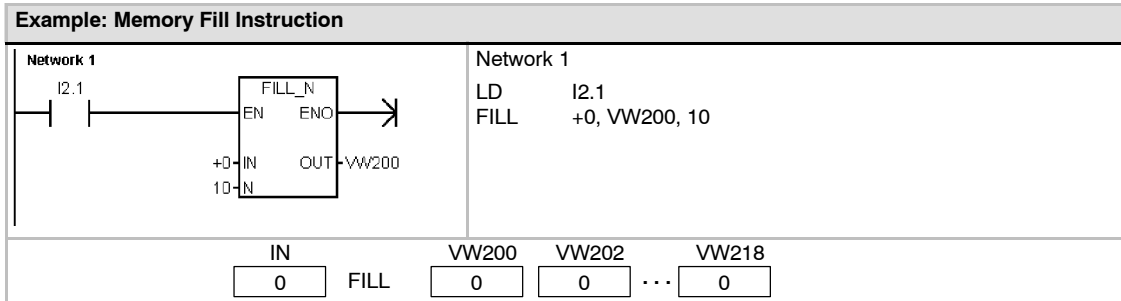 Example: Memory Fill Instruction
Network 1
I2.1
FILL_N
EN ENO
+0 IN OUT VW200
10 N
Network 1
LD I2.1
FILL +0, VW200, 10
IN VW200 VW202 VW218
0 FILL 0 0 ... 0